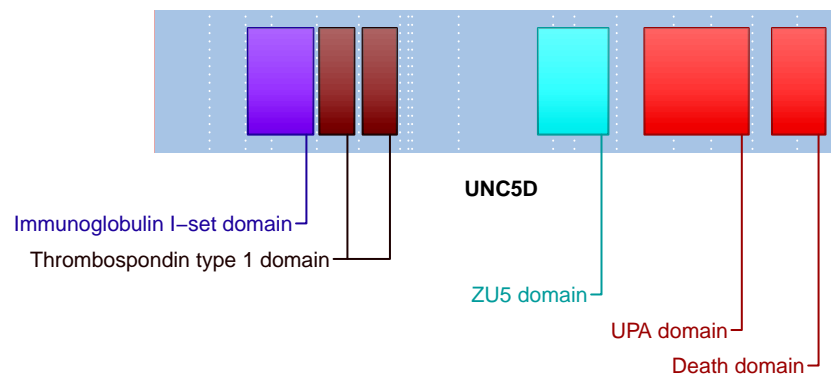 UNC5D
Immunoglobulin I−set domain
Thrombospondin type 1 domain
ZU5 domain
UPA domain
Death domain